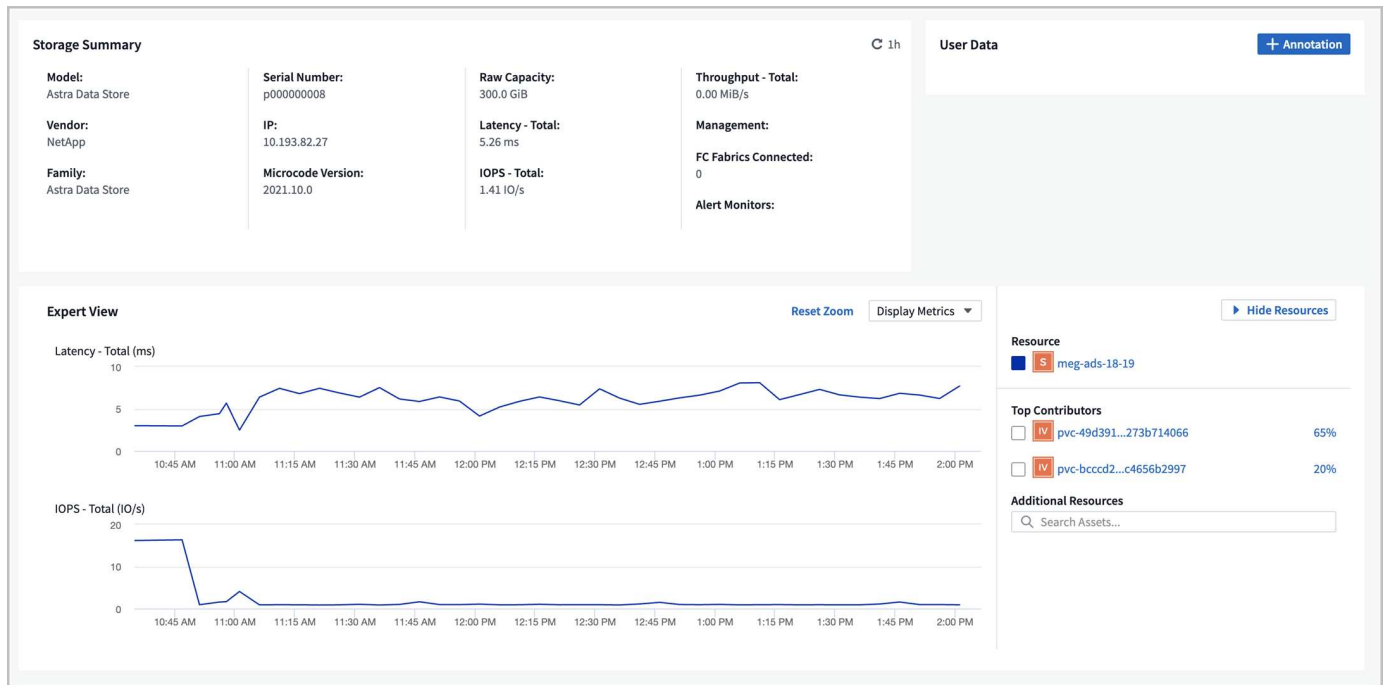 Storage Summary
1h
Model:
Astra Data Store
Vendor:
NetApp
Family:
Astra Data Store
Serial Number:
p000000008
IP:
10.193.82.27
Microcode Version:
2021.10.0
Raw Capacity:
300.0 GiB
Latency - Total:
5.26 ms
IOPS - Total:
1.41 IO/s
Throughput - Total:
0.00 MiB/s
Management:
FC Fabrics Connected:
0
Alert Monitors:
User Data
+ Annotation
Expert View
Reset Zoom
Display Metrics
Latency - Total (ms)
10
5
0
10:45 AM 11:00 AM 11:15 AM 11:30 AM 11:45 AM 12:00 PM 12:15 PM 12:30 PM 12:45 PM 1:00 PM 1:15 PM 1:30 PM 1:45 PM 2:00 PM
IOPS - Total (IO/s)
20
10
0
10:45 AM 11:00 AM 11:15 AM 11:30 AM 11:45 AM 12:00 PM 12:15 PM 12:30 PM 12:45 PM 1:00 PM 1:15 PM 1:30 PM 1:45 PM 2:00 PM
Hide Resources
Resource
S meg-ads-18-19
Top Contributors
IV pvc-49d391...273b714066 65%
IV pvc-bcccd2...c4656b2997 20%
Additional Resources
Search Assets...